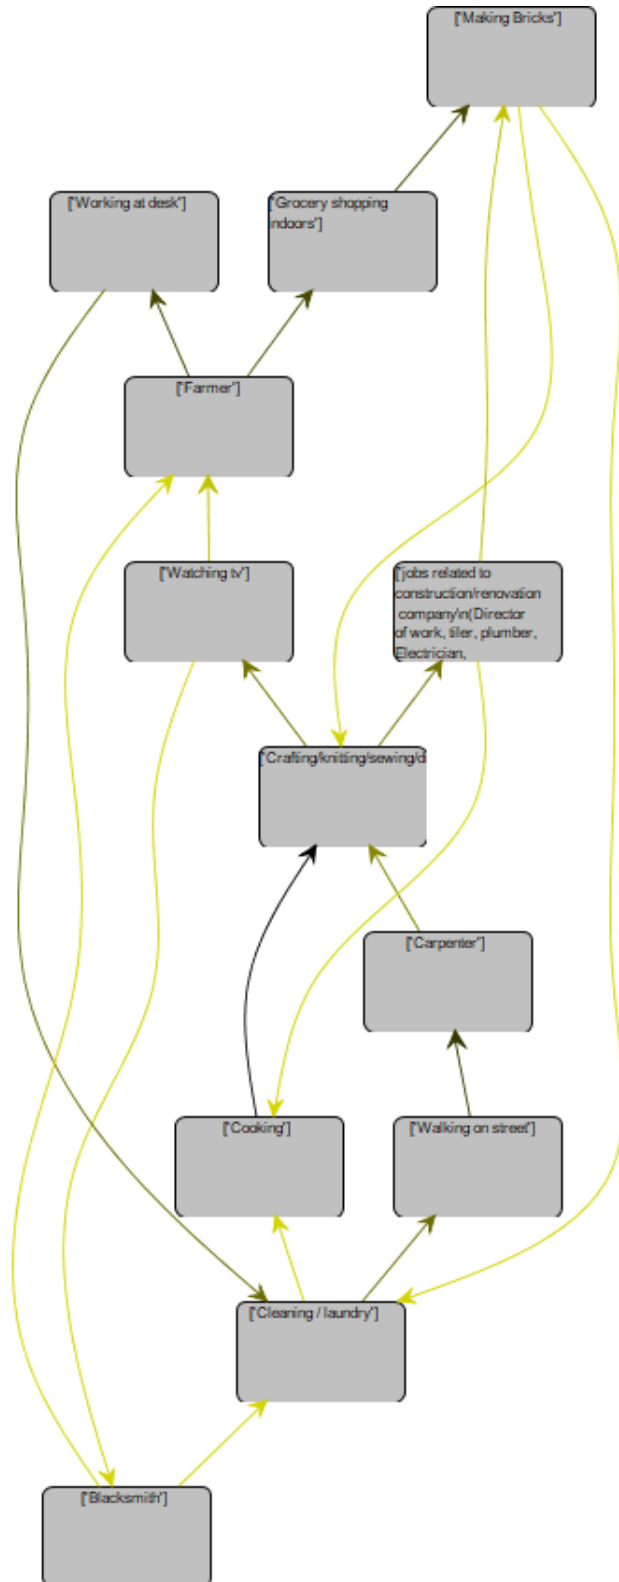 ['Making Bricks']
['Working at desk']
['Grocery shopping
indoors']
['Farmer']
['Watching tv']
['jobs related to
construction/renovation
company\n(Director
of work, tiler, plumber,
Electrician,
['Crafting/knitting/sewing/d
['Carpenter']
['Cooking']
['Walking on street']
['Cleaning / laundry']
['Blacksmith']